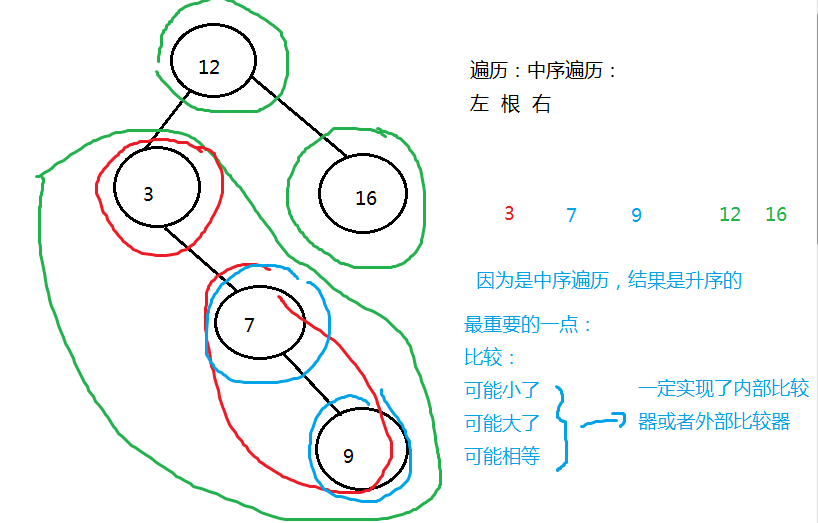 12
3
16
7
9
遍历：中序遍历：
左 根 右
3 7 9 12 16
因为是中序遍历，结果是升序的
最重要的一点：
比较：
可能小了
可能大了
可能相等
一定实现了内部比较
器或者外部比较器